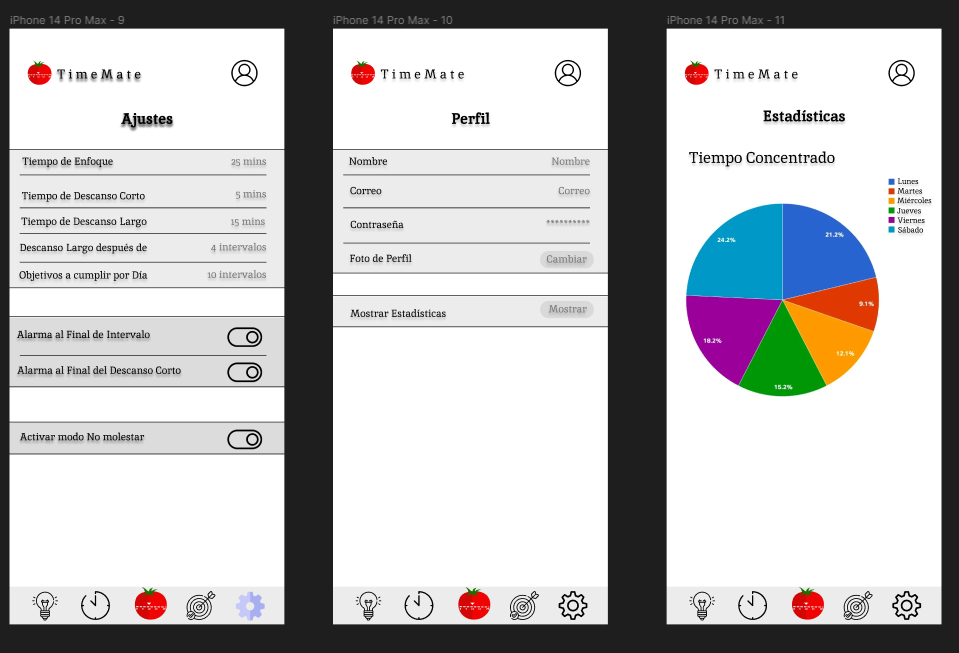 iPhone 14 Pro Max - 9
TimeMate
Ajustes
Tiempo de Enfoque 25 mins
Tiempo de Descanso Corto 5 mins
Tiempo de Descanso Largo 15 mins
Descanso Largo después de 4 intervalos
Objetivos a cumplir por Día 10 intervalos
Alarma al Final de Intervalo
Alarma al Final del Descanso Corto
Activar modo No molestar
iPhone 14 Pro Max - 10
TimeMate
Perfil
Nombre Nombre
Correo Correo
Contraseña **********
Foto de Perfil Cambiar
Mostrar Estadísticas Mostrar
iPhone 14 Pro Max - 11
TimeMate
Estadísticas
Tiempo Concentrado
Lunes
Martes
Miércoles
Jueves
Viernes
Sábado
24.2%
21.2%
9.1%
12.1%
15.2%
18.2%